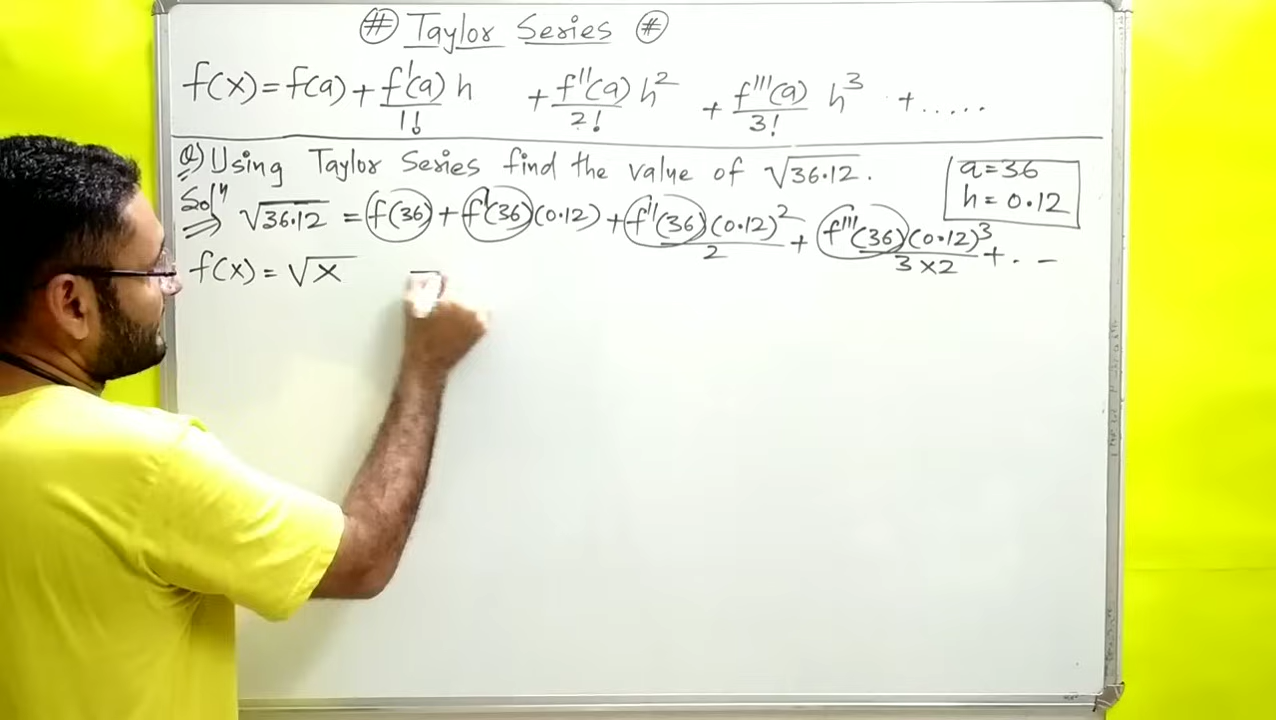 # Taylor Series #
f(x)=f(a)+f'(a)/1! h +f''(a)/2! h² + f'''(a)/3! h³ +.....
Q) Using Taylor Series find the value of √36.12.
a=36
h=0.12
Solⁿ
⇒ √36.12 = f(36)+f'(36)(0.12)+f''(36)(0.12)²/2 + f'''(36)(0.12)³/3×2 +. . –
f(x)=√x